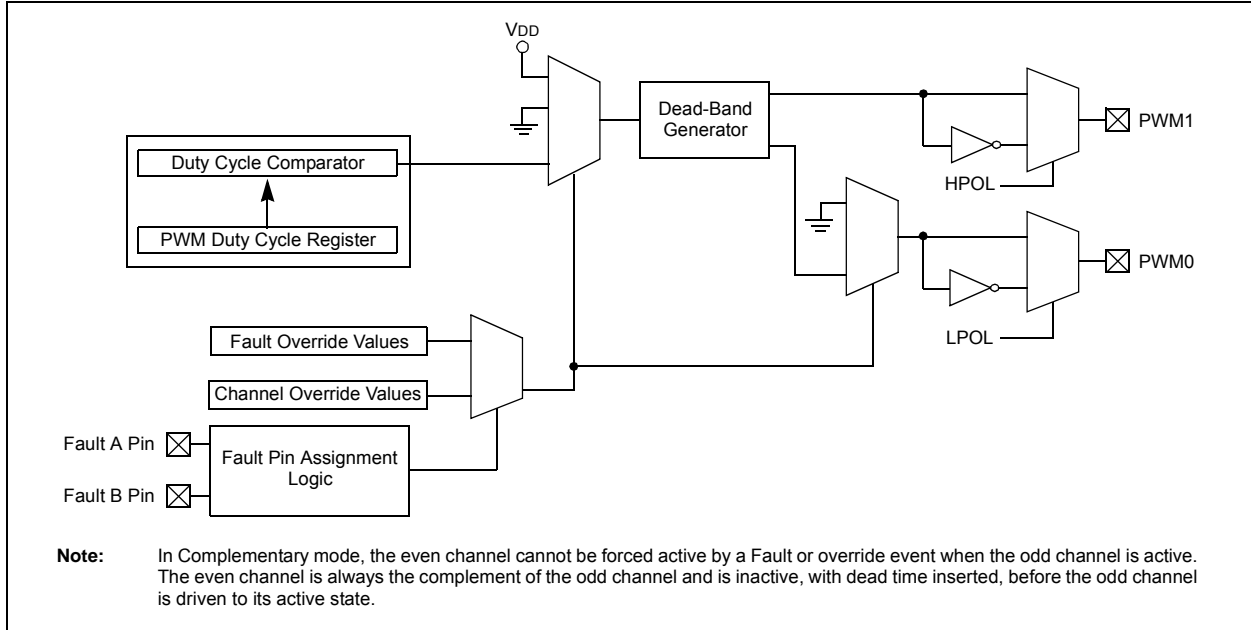 VDD
Dead-Band
Generator
PWM1
Duty Cycle Comparator
HPOL
PWM Duty Cycle Register
PWM0
Fault Override Values
LPOL
Channel Override Values
Fault A Pin
Fault Pin Assignment
Logic
Fault B Pin
Note: In Complementary mode, the even channel cannot be forced active by a Fault or override event when the odd channel is active.
The even channel is always the complement of the odd channel and is inactive, with dead time inserted, before the odd channel
is driven to its active state.